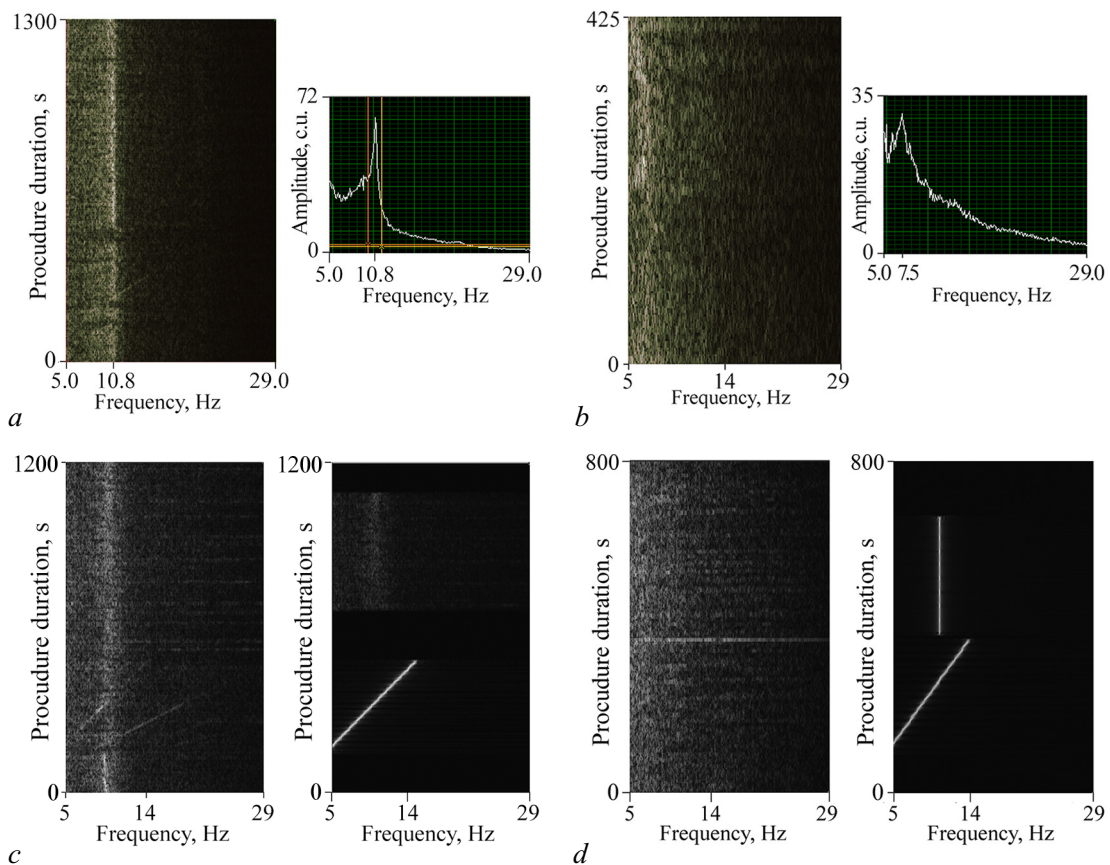 1300
Procudure duration, s
0
5.0 10.8 29.0
Frequency, Hz
72
Amplitude, c.u.
0
5.0 10.8 29.0
Frequency, Hz
a
425
Procudure duration, s
0
5 14 29
Frequency, Hz
35
Amplitude, c.u.
0
5.0 7.5 29.0
Frequency, Hz
b
1200
Procudure duration, s
0
5 14 29
Frequency, Hz
1200
Procudure duration, s
0
5 14 29
Frequency, Hz
c
800
Procudure duration, s
0
5 14 29
Frequency, Hz
800
Procudure duration, s
0
5 14 29
Frequency, Hz
d